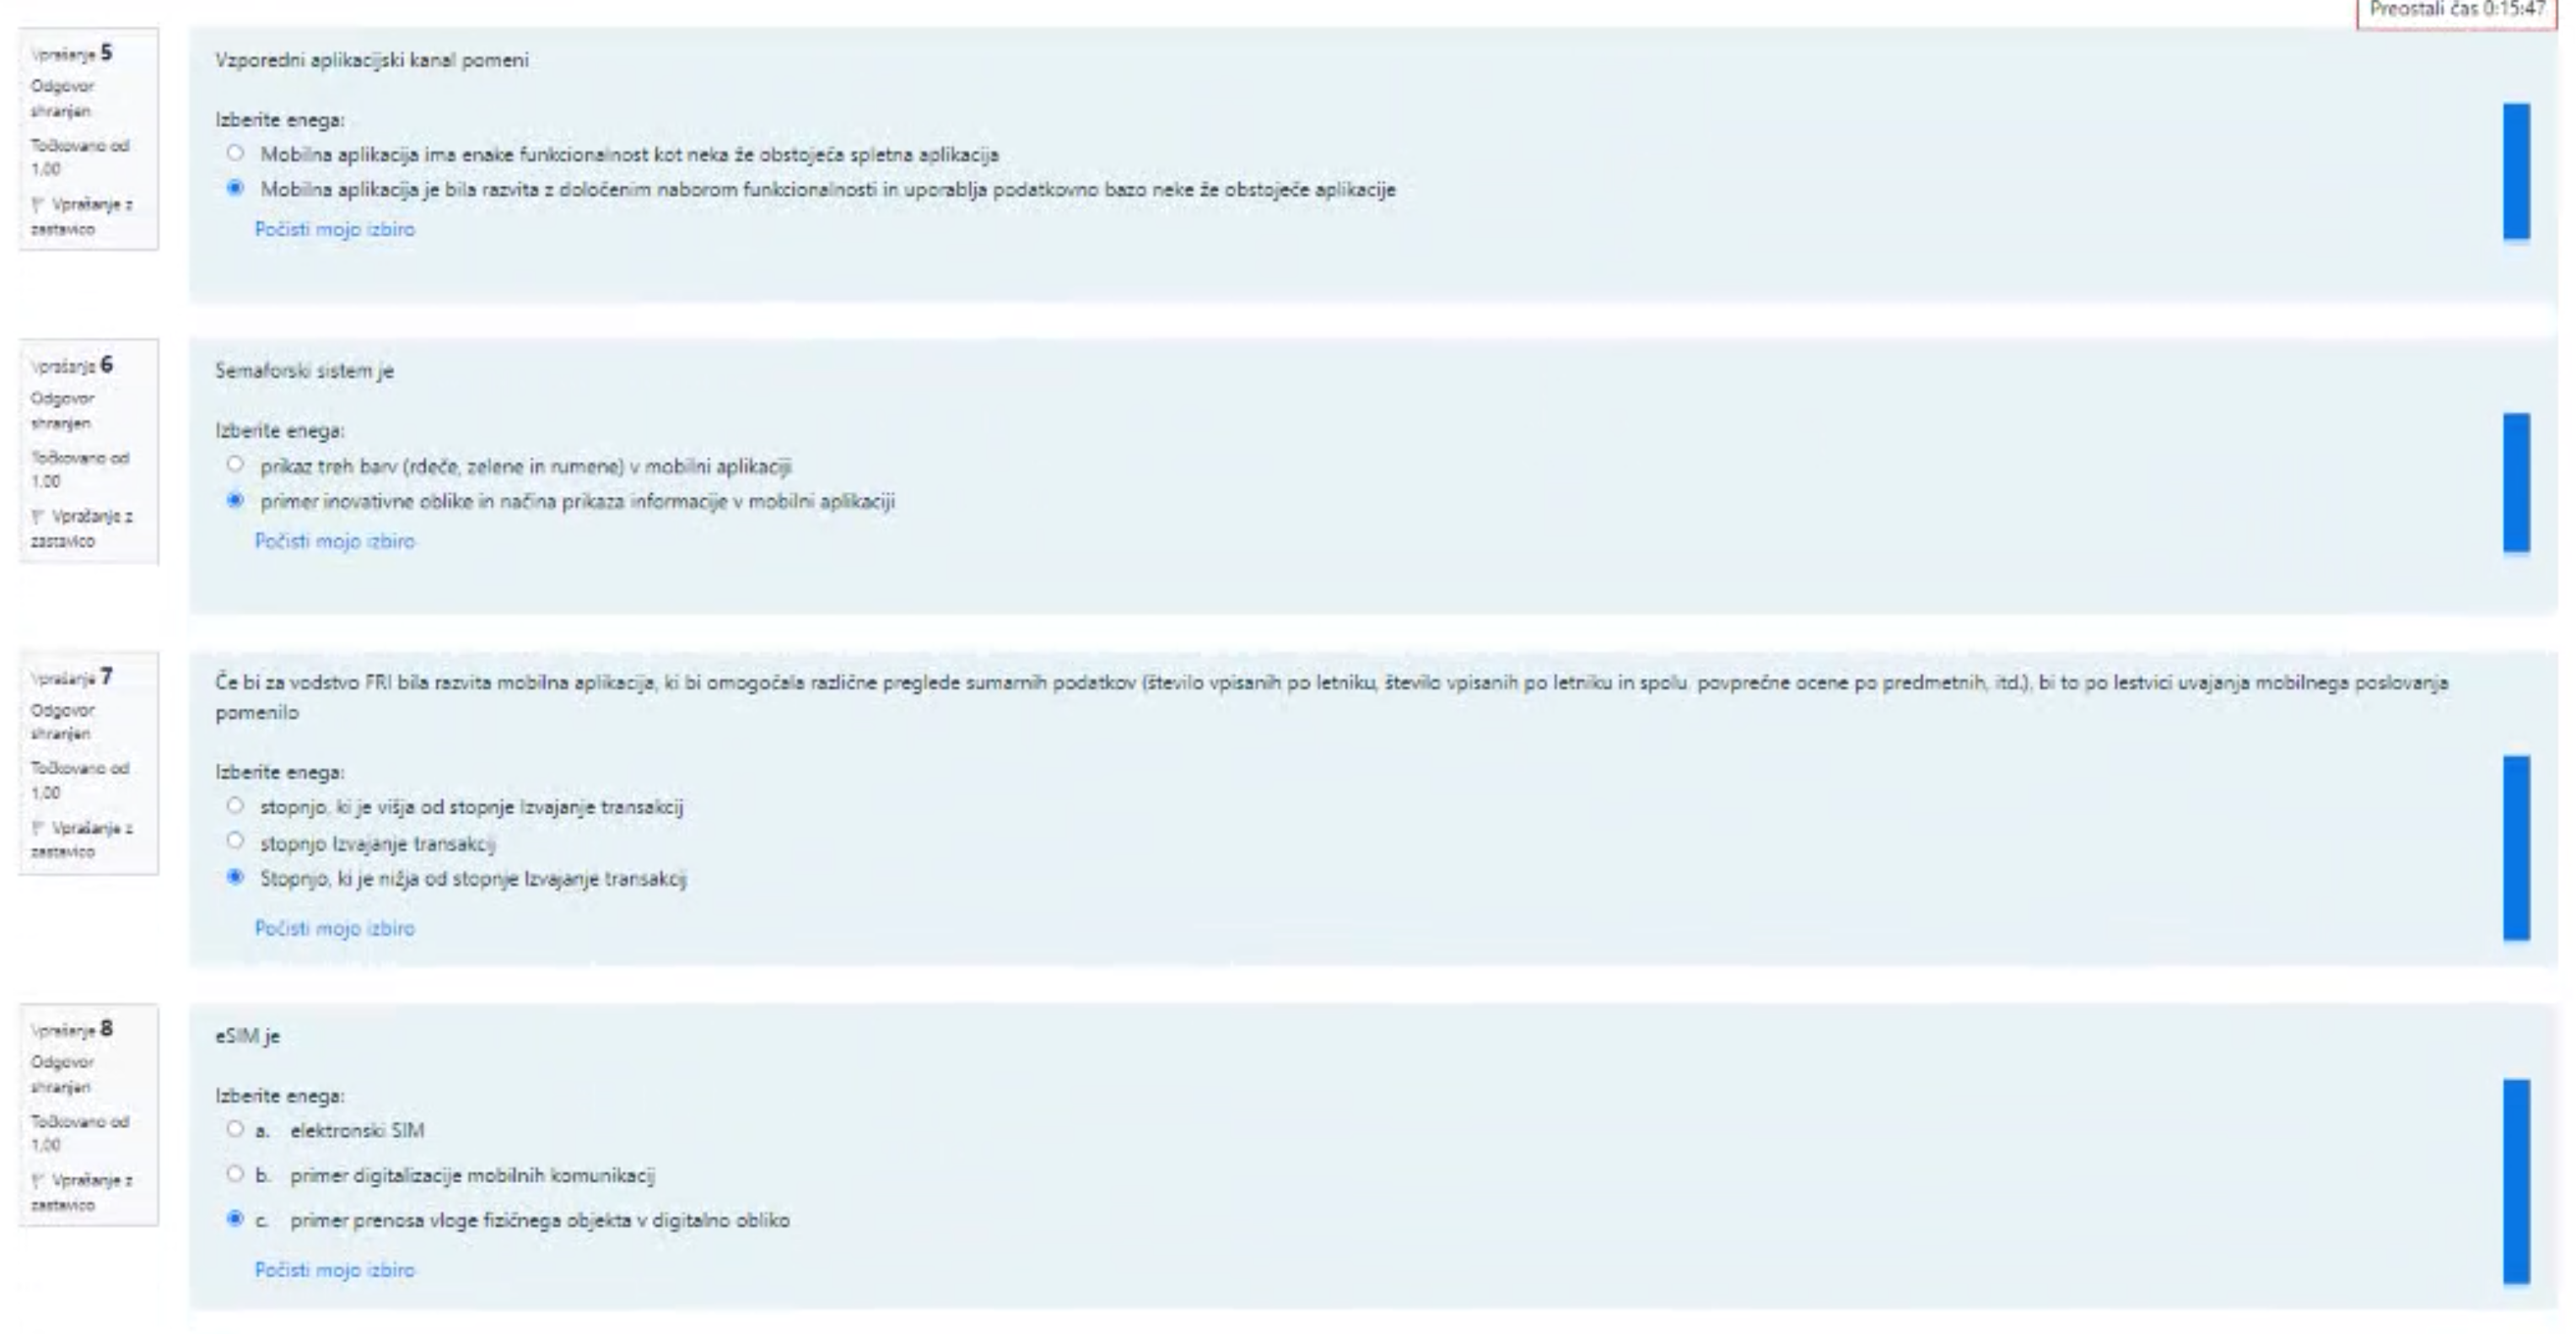 Preostali čas 0:15:47
Vprašanje 5
Odgovor
shranjen
Točkovano od
1,00
Vprašanje z
zastavico
Vzporedni aplikacijski kanal pomeni
Izberite enega:
Mobilna aplikacija ima enake funkcionalnost kot neka že obstoječa spletna aplikacija
Mobilna aplikacija je bila razvita z določenim naborom funkcionalnosti in uporablja podatkovno bazo neke že obstoječe aplikacije
Počisti mojo izbiro
Vprašanje 6
Odgovor
shranjen
Točkovano od
1,00
Vprašanje z
zastavico
Semaforski sistem je
Izberite enega:
prikaz treh barv (rdeče, zelene in rumene) v mobilni aplikaciji
primer inovativne oblike in načina prikaza informacije v mobilni aplikaciji
Počisti mojo izbiro
Vprašanje 7
Odgovor
shranjen
Točkovano od
1,00
Vprašanje z
zastavico
Če bi za vodstvo FRI bila razvita mobilna aplikacija, ki bi omogočala različne preglede sumarnih podatkov (število vpisanih po letniku, število vpisanih po letniku in spolu, povprečne ocene po predmetnih, itd.), bi to po lestvici uvajanja mobilnega poslovanja
pomenilo
Izberite enega:
stopnjo, ki je višja od stopnje Izvajanje transakcij
stopnjo Izvajanje transakcij
Stopnjo, ki je nižja od stopnje Izvajanje transakcij
Počisti mojo izbiro
Vprašanje 8
Odgovor
shranjen
Točkovano od
1,00
Vprašanje z
zastavico
eSIM je
Izberite enega:
a. elektronski SIM
b. primer digitalizacije mobilnih komunikacij
c. primer prenosa vloge fizičnega objekta v digitalno obliko
Počisti mojo izbiro